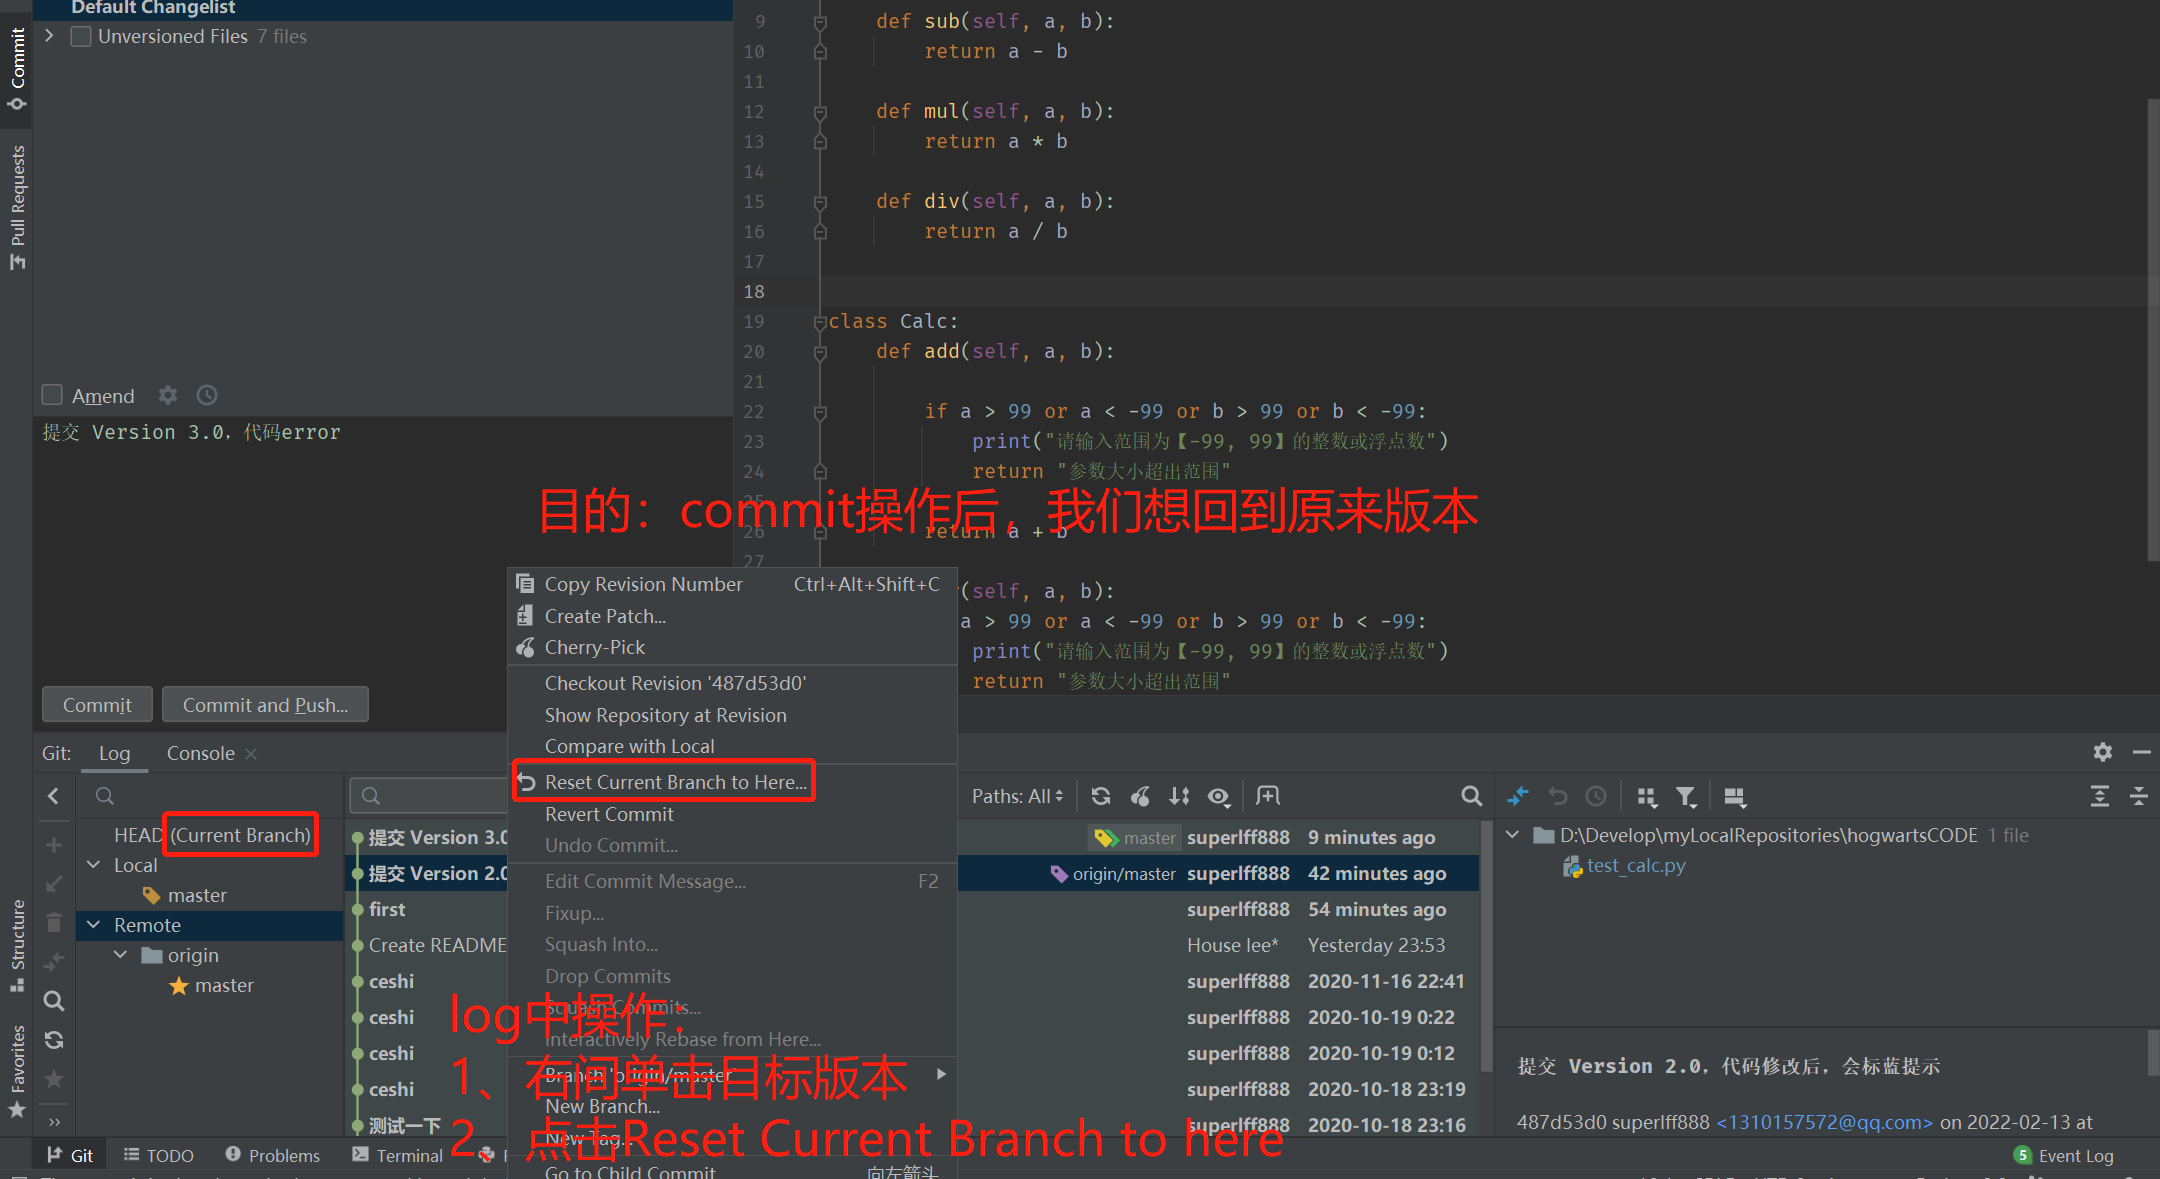 Default Changelist
Unversioned Files 7 files
Commit
Pull Requests
Structure
Favorites
Amend
提交 Version 3.0，代码error
Commit
Commit and Push...
9 def sub(self, a, b):
10 return a - b
11
12 def mul(self, a, b):
13 return a * b
14
15 def div(self, a, b):
16 return a / b
17
18
19 class Calc:
20 def add(self, a, b):
21
22 if a > 99 or a < -99 or b > 99 or b < -99:
23 print("请输入范围为【-99, 99】的整数或浮点数")
24 return "参数大小超出范围"
25
目的：commit操作后，我们想回到原来版本
26 return a + b
27
(self, a, b):
a > 99 or a < -99 or b > 99 or b < -99:
print("请输入范围为【-99, 99】的整数或浮点数")
return "参数大小超出范围"
Copy Revision Number Ctrl+Alt+Shift+C
Create Patch...
Cherry-Pick
Checkout Revision '487d53d0'
Show Repository at Revision
Compare with Local
Reset Current Branch to Here...
Revert Commit
Undo Commit...
Edit Commit Message... F2
Fixup...
Squash Into...
Drop Commits
Squash Commits...
Interactively Rebase from Here...
Branch 'origin/master'
New Branch...
New Tag...
Go to Child Commit 向左箭头
log中操作：
1、右间单击目标版本
2、点击Reset Current Branch to here
Git: Log Console
HEAD (Current Branch)
Local
master
Remote
origin
master
Paths: All
提交 Version 3.0 master superlff888 9 minutes ago
提交 Version 2.0 origin/master superlff888 42 minutes ago
first superlff888 54 minutes ago
Create README House lee* Yesterday 23:53
ceshi superlff888 2020-11-16 22:41
ceshi superlff888 2020-10-19 0:22
ceshi superlff888 2020-10-19 0:12
ceshi superlff888 2020-10-18 23:19
测试一下 superlff888 2020-10-18 23:16
D:\Develop\myLocalRepositories\hogwartsCODE 1 file
test_calc.py
提交 Version 2.0，代码修改后，会标蓝提示
487d53d0 superlff888 <1310157572@qq.com> on 2022-02-13 at
Git TODO Problems Terminal
5 Event Log